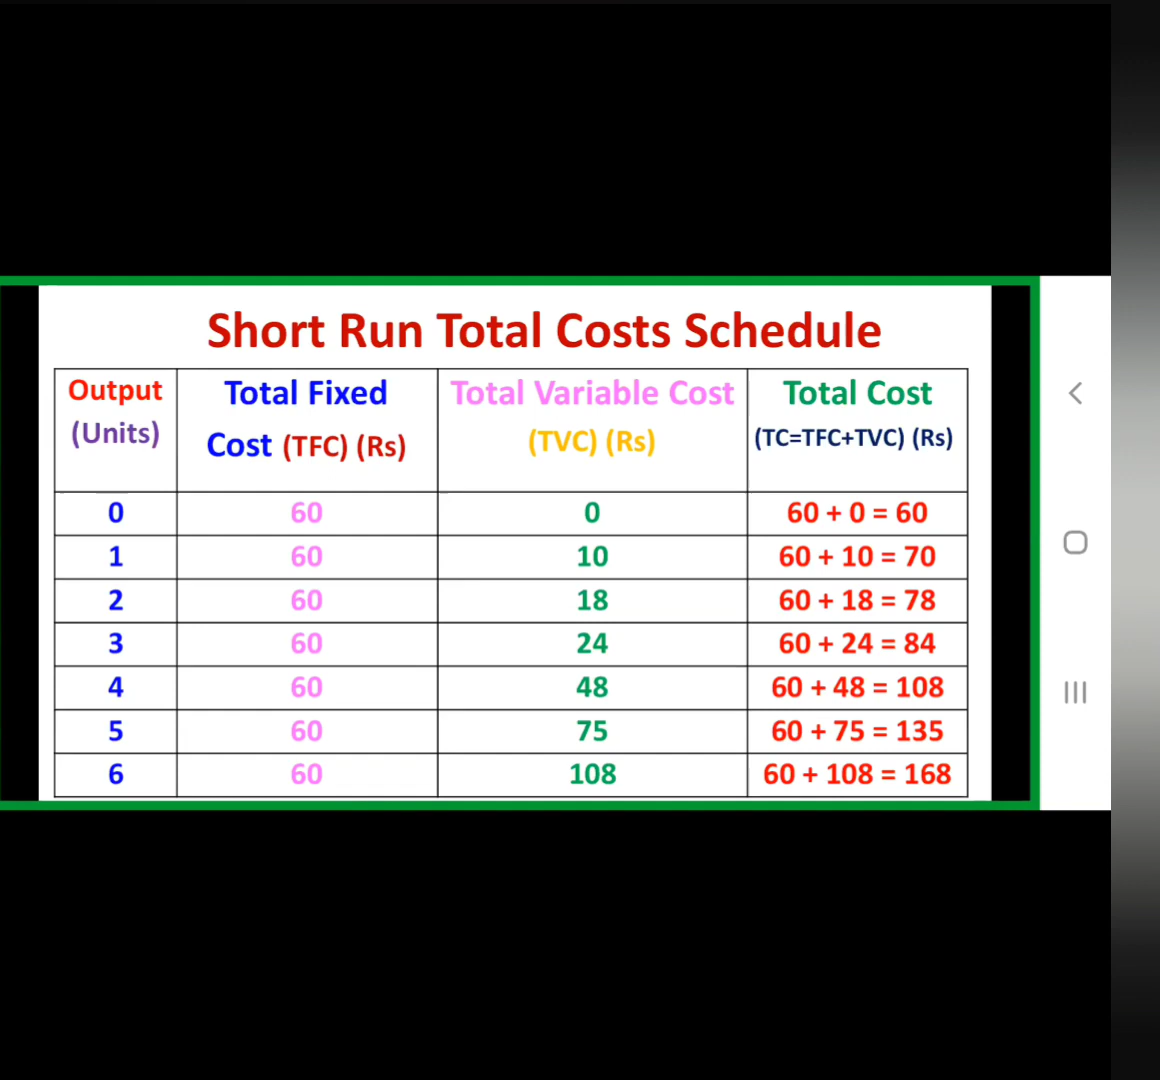 Short Run Total Costs Schedule
Output Total Fixed Total Variable Cost Total Cost
(Units) Cost (TFC) (Rs) (TVC) (Rs) (TC=TFC+TVC) (Rs)
0 60 0 60 + 0 = 60
1 60 10 60 + 10 = 70
2 60 18 60 + 18 = 78
3 60 24 60 + 24 = 84
4 60 48 60 + 48 = 108
5 60 75 60 + 75 = 135
6 60 108 60 + 108 = 168